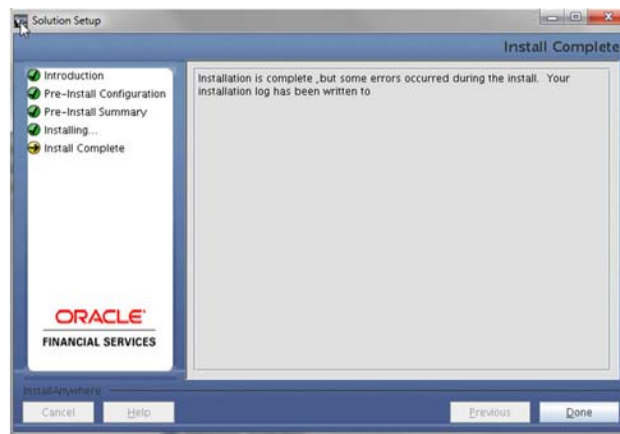 Solution Setup
Install Complete
Introduction
Pre-Install Configuration
Pre-Install Summary
Installing...
Install Complete
Installation is complete ,but some errors occurred during the install. Your
installation log has been written to
ORACLE
FINANCIAL SERVICES
InstallAnywhere
Cancel
Help
Previous
Done